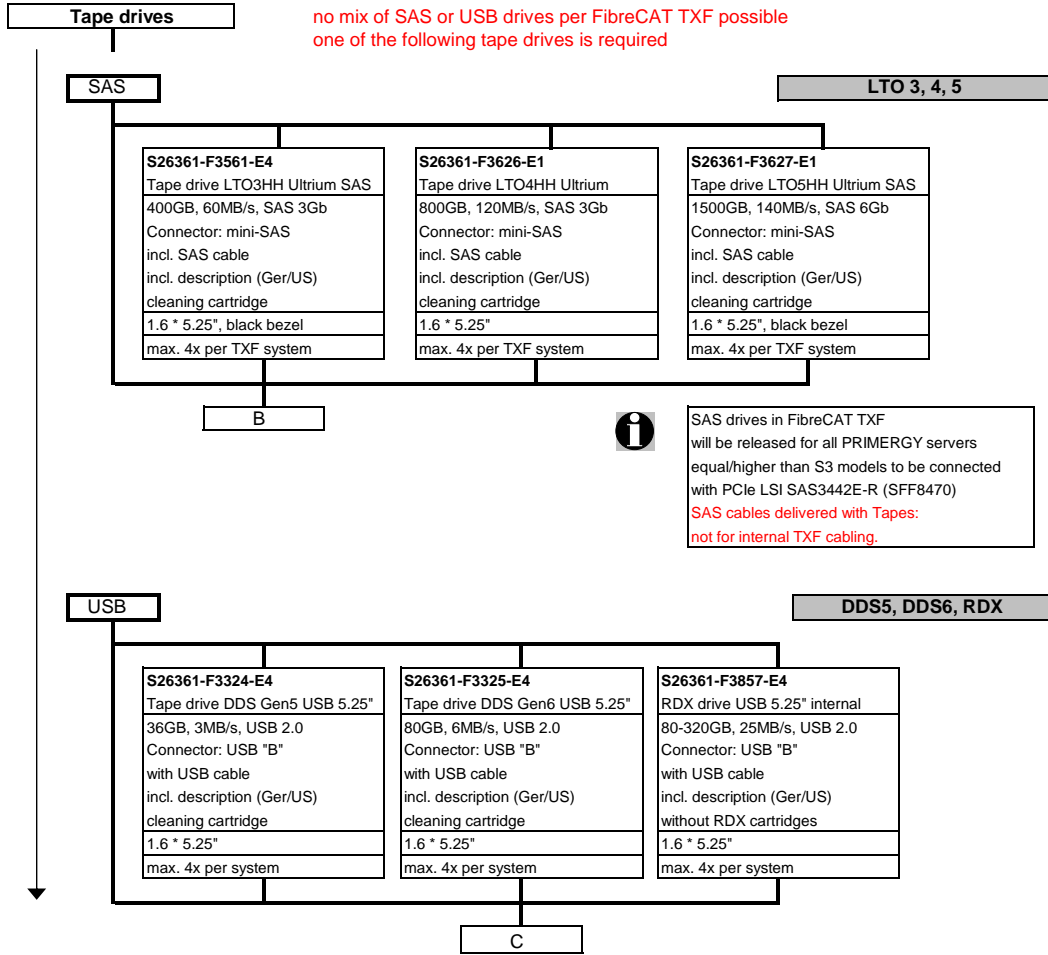 Tape drives
no mix of SAS or USB drives per FibreCAT TXF possible
one of the following tape drives is required
SAS
LTO 3, 4, 5
S26361-F3561-E4
Tape drive LTO3HH Ultrium SAS
400GB, 60MB/s, SAS 3Gb
Connector: mini-SAS
incl. SAS cable
incl. description (Ger/US)
cleaning cartridge
1.6 * 5.25", black bezel
max. 4x per TXF system
S26361-F3626-E1
Tape drive LTO4HH Ultrium
800GB, 120MB/s, SAS 3Gb
Connector: mini-SAS
incl. SAS cable
incl. description (Ger/US)
cleaning cartridge
1.6 * 5.25"
max. 4x per TXF system
S26361-F3627-E1
Tape drive LTO5HH Ultrium SAS
1500GB, 140MB/s, SAS 6Gb
Connector: mini-SAS
incl. SAS cable
incl. description (Ger/US)
cleaning cartridge
1.6 * 5.25", black bezel
max. 4x per TXF system
B
SAS drives in FibreCAT TXF
will be released for all PRIMERGY servers
equal/higher than S3 models to be connected
with PCIe LSI SAS3442E-R (SFF8470)
SAS cables delivered with Tapes:
not for internal TXF cabling.
USB
DDS5, DDS6, RDX
S26361-F3324-E4
Tape drive DDS Gen5 USB 5.25"
36GB, 3MB/s, USB 2.0
Connector: USB "B"
with USB cable
incl. description (Ger/US)
cleaning cartridge
1.6 * 5.25"
max. 4x per system
S26361-F3325-E4
Tape drive DDS Gen6 USB 5.25"
80GB, 6MB/s, USB 2.0
Connector: USB "B"
with USB cable
incl. description (Ger/US)
cleaning cartridge
1.6 * 5.25"
max. 4x per system
S26361-F3857-E4
RDX drive USB 5.25" internal
80-320GB, 25MB/s, USB 2.0
Connector: USB "B"
with USB cable
incl. description (Ger/US)
without RDX cartridges
1.6 * 5.25"
max. 4x per system
C